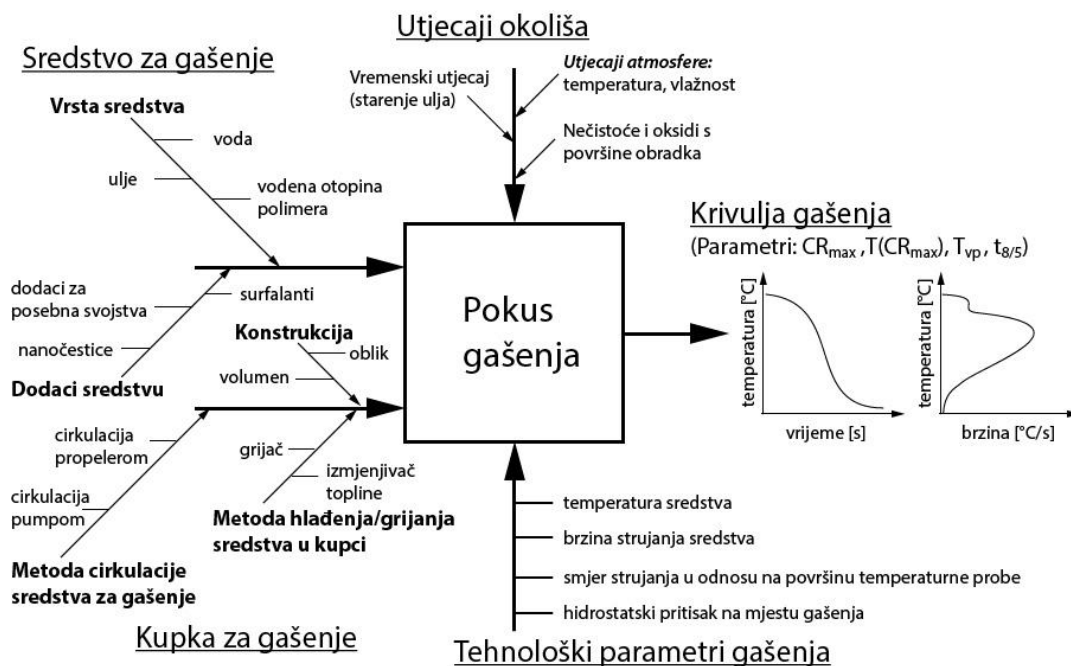 Utjecaji okoliša
Sredstvo za gašenje
Vremenski utjecaj
(starenje ulja)
Utjecaji atmosfere:
temperatura, vlažnost
Nečistoće i oksidi s
površine obradka
Vrsta sredstva
voda
ulje
vodena otopina
polimera
dodaci za
posebna svojstva
surfalanti
nanočestice
Dodaci sredstvu
Konstrukcija
oblik
volumen
Pokus
gašenja
Krivulja gašenja
(Parametri: CRmax ,T(CRmax), Tvp , t8/5)
temperatura [°C]
vrijeme [s]
temperatura [°C]
brzina [°C/s]
cirkulacija
propelerom
cirkulacija
pumpom
Metoda cirkulacije
sredstva za gašenje
grijač
izmjenjivač
topline
Metoda hlađenja/grijanja
sredstva u kupci
Kupka za gašenje
temperatura sredstva
brzina strujanja sredstva
smjer strujanja u odnosu na površinu temperaturne probe
hidrostatski pritisak na mjestu gašenja
Tehnološki parametri gašenja